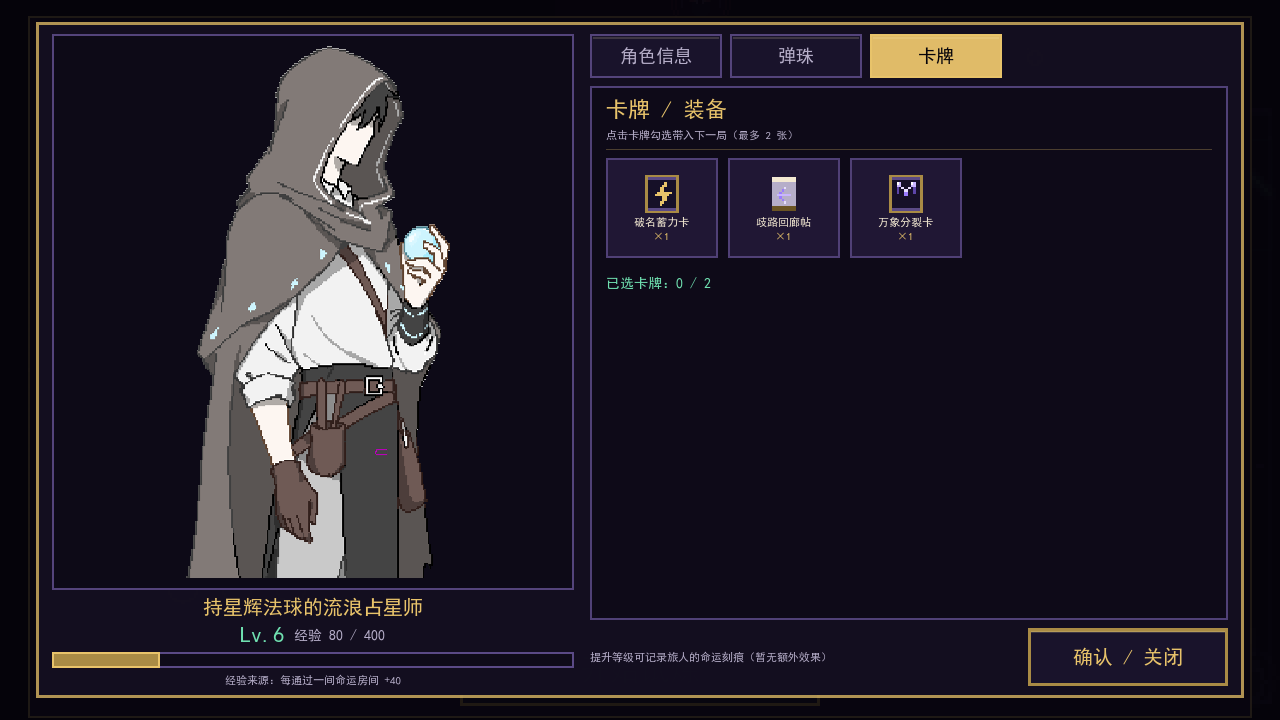 角色信息
弹珠
卡牌
卡牌 / 装备
点击卡牌勾选带入下一局（最多 2 张）
破名蓄力卡
×1
歧路回廊帖
×1
万象分裂卡
×1
已选卡牌：0 / 2
持星辉法球的流浪占星师
Lv.6 经验 80 / 400
经验来源：每通过一间命运房间 +40
提升等级可记录旅人的命运刻痕（暂无额外效果）
确认 / 关闭